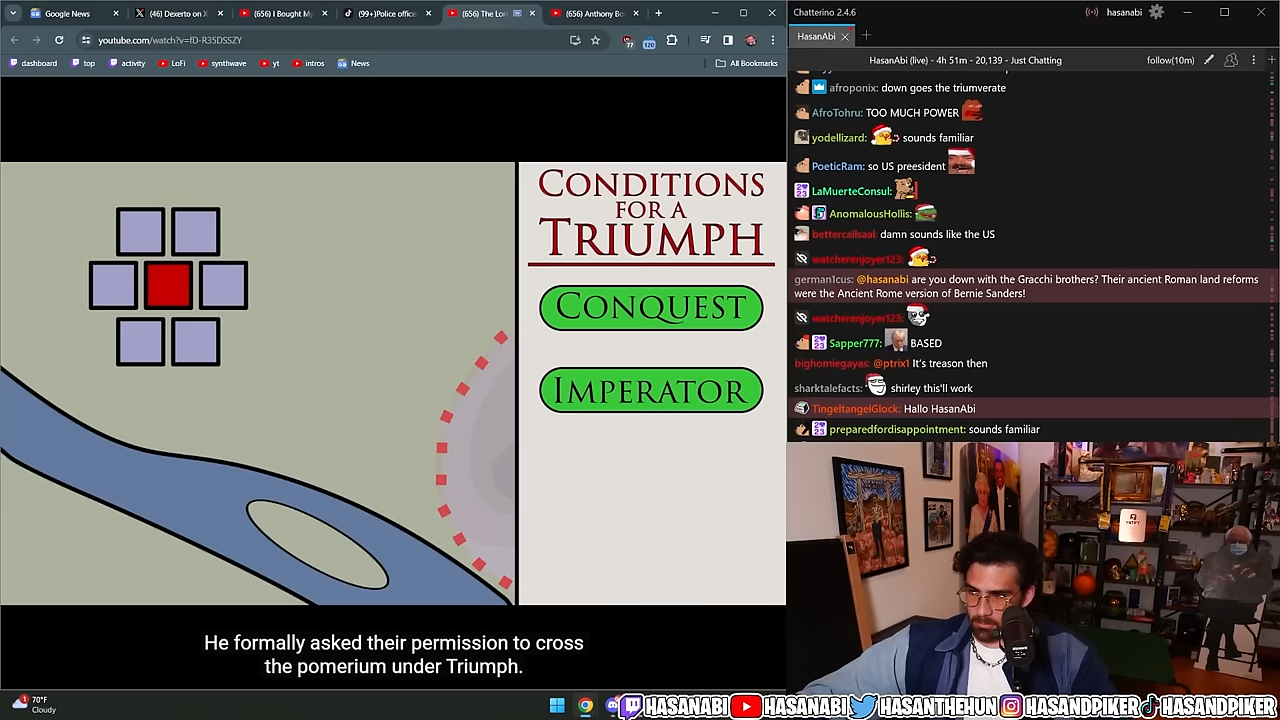 Google News
(46) Dexerto on X
(656) I Bought My
(99+)Police office
(656) The Lon
(656) Anthony Bo
youtube.com/watch?v=fD-R35DSSZY
77
120
dashboard
top
activity
LoFi
synthwave
yt
intros
News
All Bookmarks
CONDITIONS
FOR A
TRIUMPH
CONQUEST
IMPERATOR
He formally asked their permission to cross
the pomerium under Triumph.
1
70°F
Cloudy
Chatterino 2.4.6
hasanabi
HasanAbi
HasanAbi (live) - 4h 51m - 20,139 - Just Chatting
follow(10m)
afroponix: down goes the triumverate
AfroTohru: TOO MUCH POWER
yodellizard: sounds familiar
PoeticRam: so US preesident
LaMuerteConsul:
AnomalousHollis:
bettercallsaal: damn sounds like the US
watcherenjoyer123:
german1cus: @hasanabi are you down with the Gracchi brothers? Their ancient Roman land reforms
were the Ancient Rome version of Bernie Sanders!
watcherenjoyer123:
Sapper777: BASED
bighomiegayas: @ptrix1 It's treason then
sharktalefacts: shirley this'll work
TingeltangelGlock: Hallo HasanAbi
preparedfordisappointment: sounds familiar
HASANABI
HASANABI
HASANTHEHUN
HASANDPIKER
HASANDPIKER